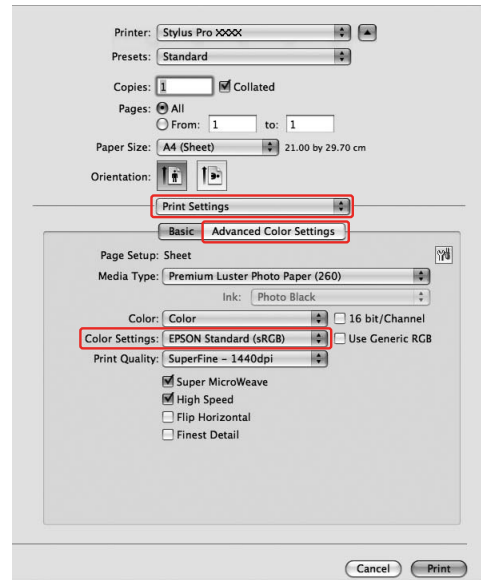 Printer: Stylus Pro XXXX
Presets: Standard
Copies: 1 Collated
Pages: All
From: 1 to: 1
Paper Size: A4 (Sheet) 21.00 by 29.70 cm
Orientation:
Print Settings
Basic Advanced Color Settings
Page Setup: Sheet
Media Type: Premium Luster Photo Paper (260)
Ink: Photo Black
Color: Color 16 bit/Channel
Color Settings: EPSON Standard (sRGB) Use Generic RGB
Print Quality: SuperFine – 1440dpi
Super MicroWeave
High Speed
Flip Horizontal
Finest Detail
Cancel Print